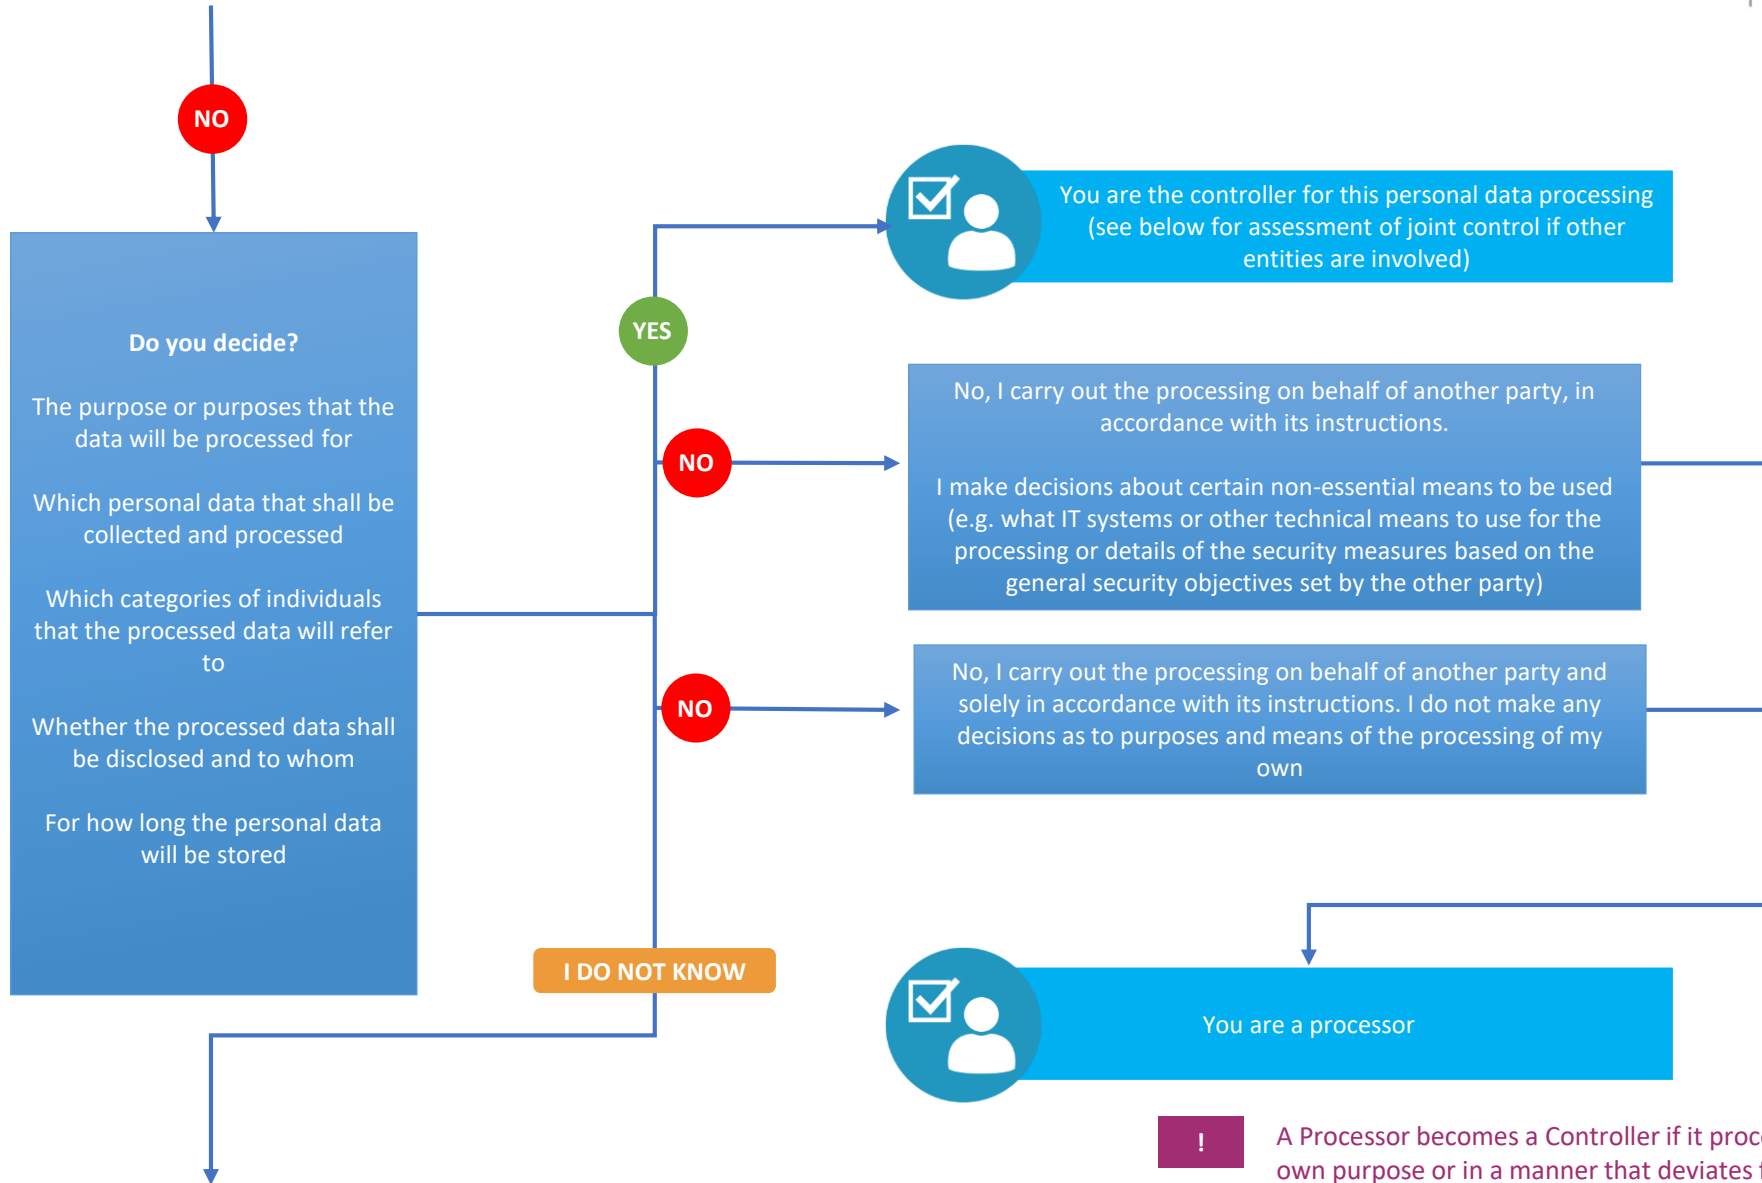 NO
Do you decide?
The purpose or purposes that the
data will be processed for
Which personal data that shall be
collected and processed
Which categories of individuals
that the processed data will refer
to
Whether the processed data shall
be disclosed and to whom
For how long the personal data
will be stored
YES
You are the controller for this personal data processing
(see below for assessment of joint control if other
entities are involved)
NO
No, I carry out the processing on behalf of another party, in
accordance with its instructions.
I make decisions about certain non-essential means to be used
(e.g. what IT systems or other technical means to use for the
processing or details of the security measures based on the
general security objectives set by the other party)
NO
No, I carry out the processing on behalf of another party and
solely in accordance with its instructions. I do not make any
decisions as to purposes and means of the processing of my
own
I DO NOT KNOW
You are a processor
!
A Processor becomes a Controller if it
own purpose or in a manner that deviates